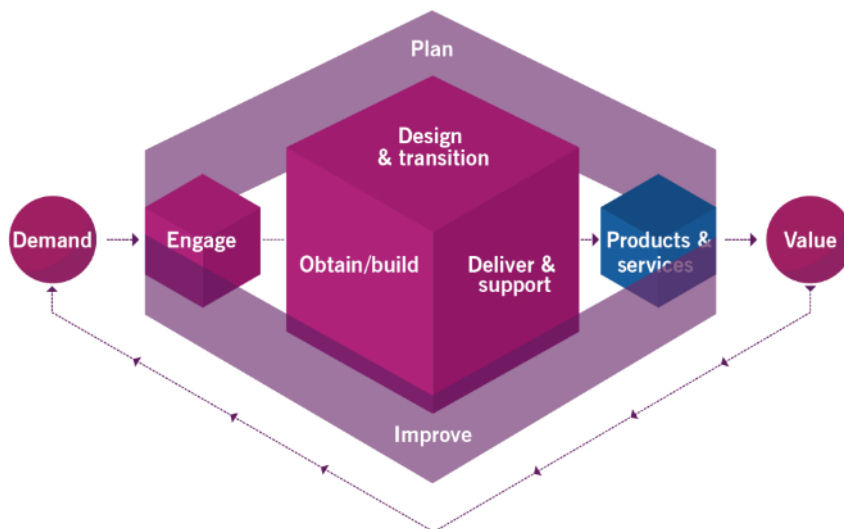 Plan
Design
& transition
Demand
Engage
Obtain/build
Deliver &
support
Products &
services
Value
Improve